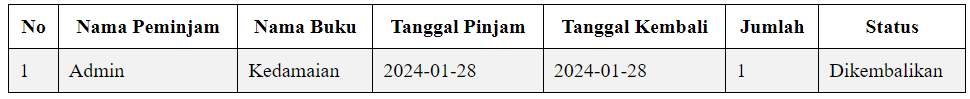 No Nama Peminjam Nama Buku Tanggal Pinjam Tanggal Kembali Jumlah Status
1 Admin Kedamaian 2024-01-28 2024-01-28 1 Dikembalikan